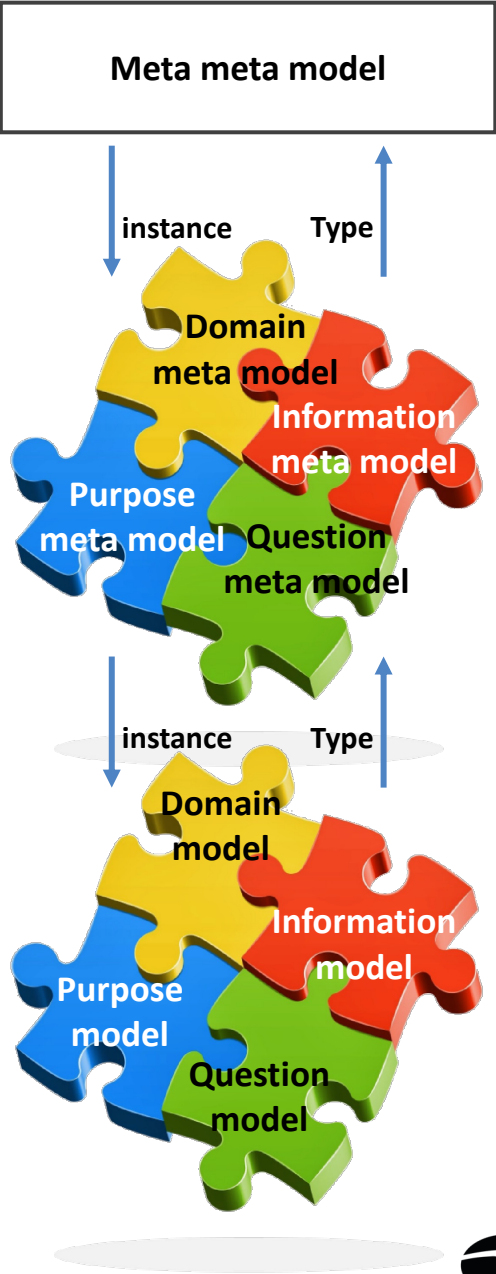 Meta meta model
instance Type
Domain
meta model
Information
meta model
Purpose
meta model
Question
meta model
instance Type
Domain
model
Information
model
Purpose
model
Question
model